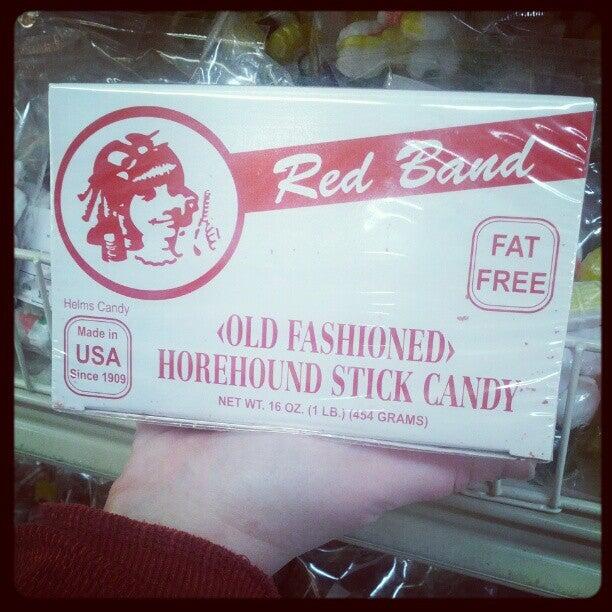 Red Band
FAT
FREE
Helms Candy
Made in
USA
Since 1909
‹OLD FASHIONED›
HOREHOUND STICK CANDY
NET WT. 16 OZ. (1 LB.) (454 GRAMS)